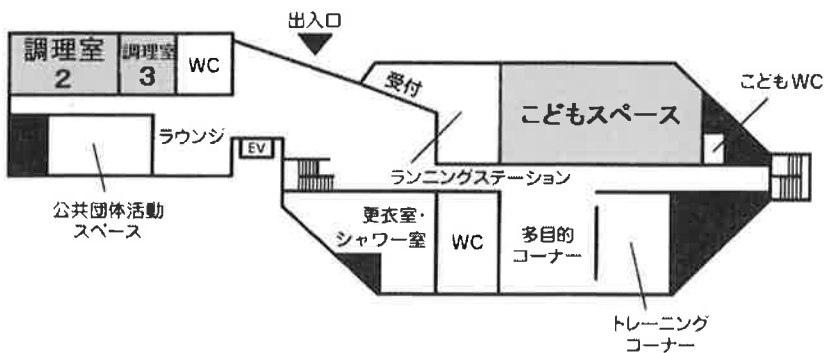 出入口
調理室
2
調理室
3
WC
受付
こどもスペース
こどもWC
ラウンジ
EV
ランニングステーション
公共団体活動
スペース
更衣室・
シャワー室
WC
多目的
コーナー
トレーニング
コーナー